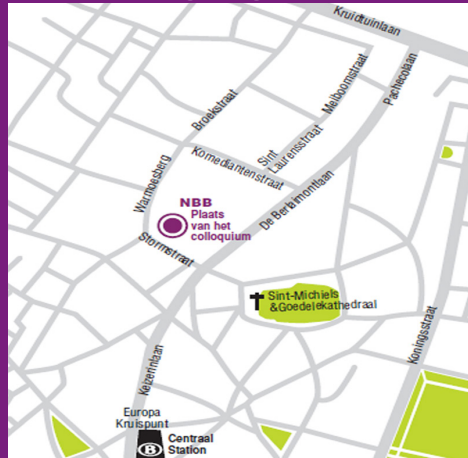 Kruidtuinlaan
Meiboomstraat
Pachecolaan
Broekstraat
Sint
Laurensstraat
Komediantenstraat
Warmoesberg
NBB
Plaats
van het
colloquium
De Berlaimontlaan
Stormstraat
Sint-Michiels
&Goedelekathedraal
Koningsstraat
Keizerinlaan
Europa
Kruispunt
B
Centraal
Station